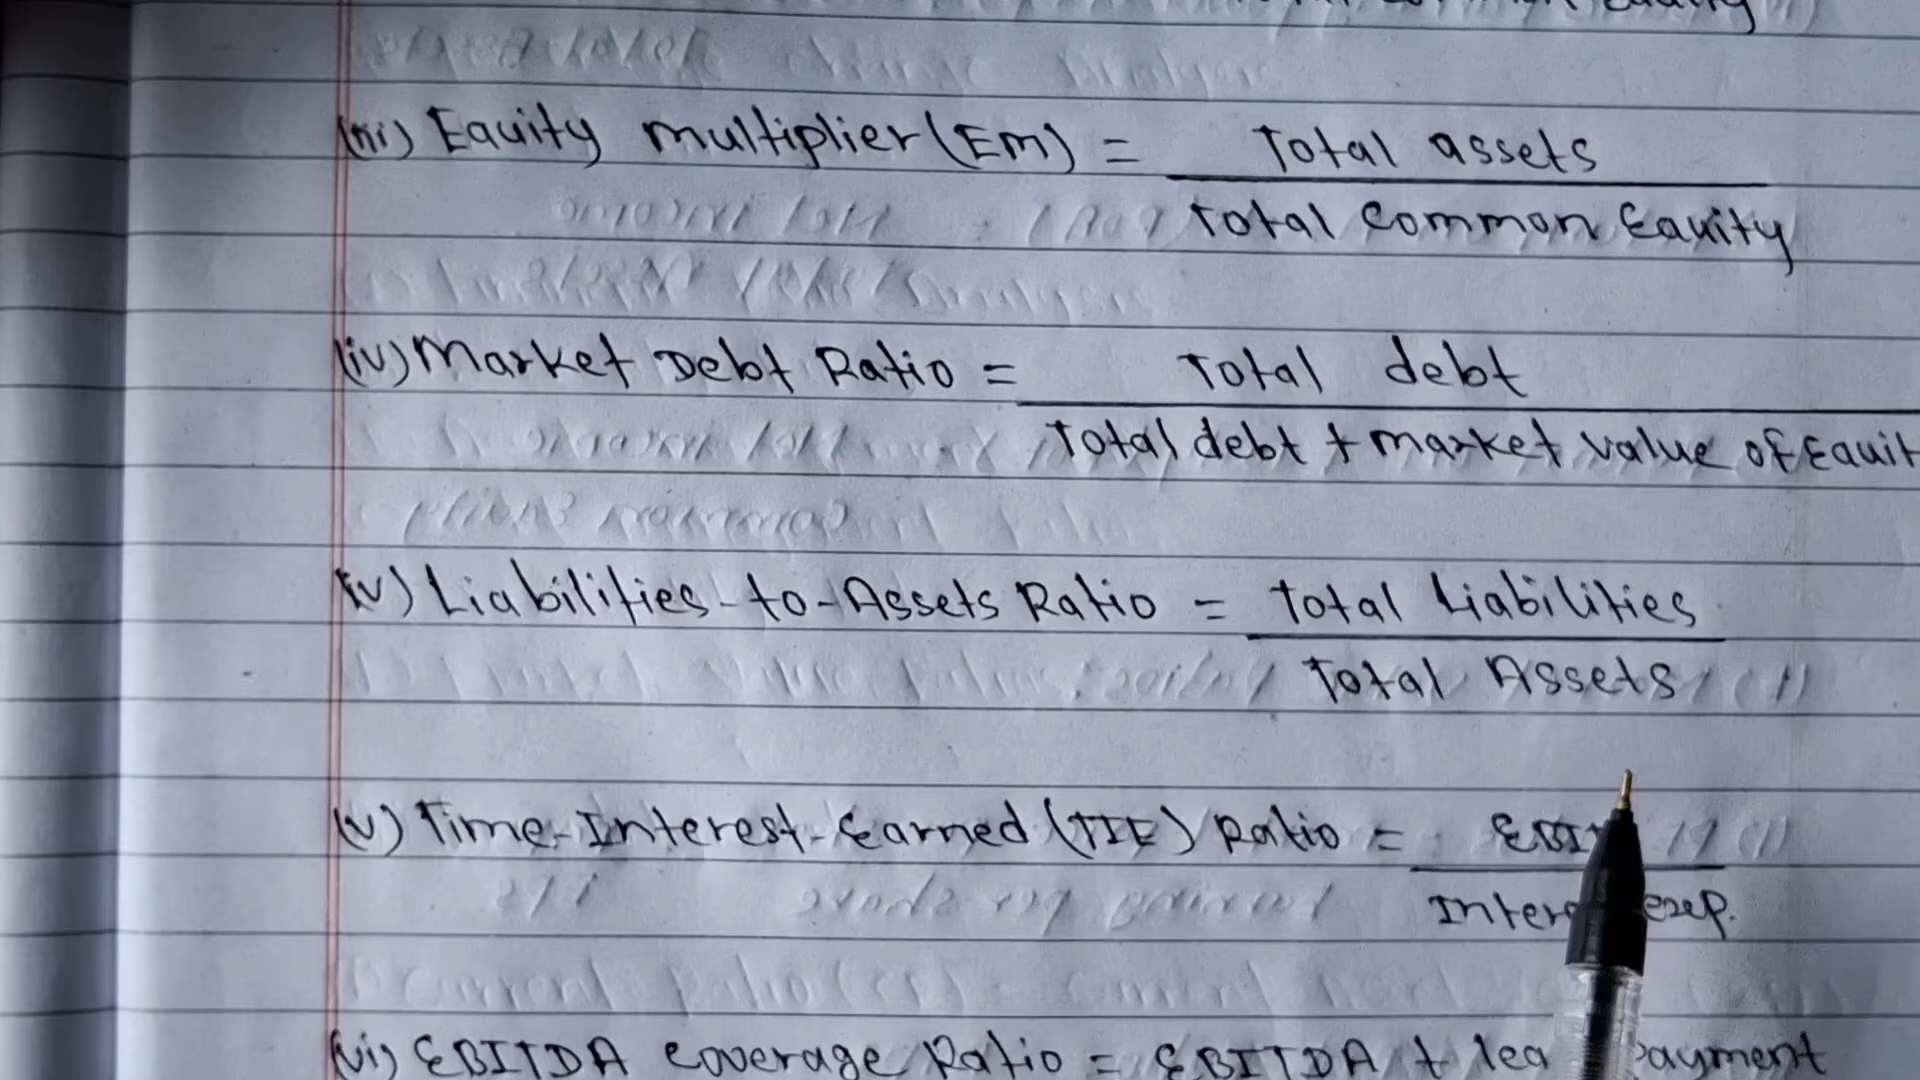 (iii) Equity multiplier (Em) = Total assets
Total common Equity
(iv) Market Debt Ratio = Total debt
Total debt + market value of Equit
(v) Liabilities-to-Assets Ratio = Total Liabilities
Total Assets
(v) Time-Interest-Earned (TIE) Ratio =
exp.
(vi) EBITDA coverage Ratio = EBITDA +